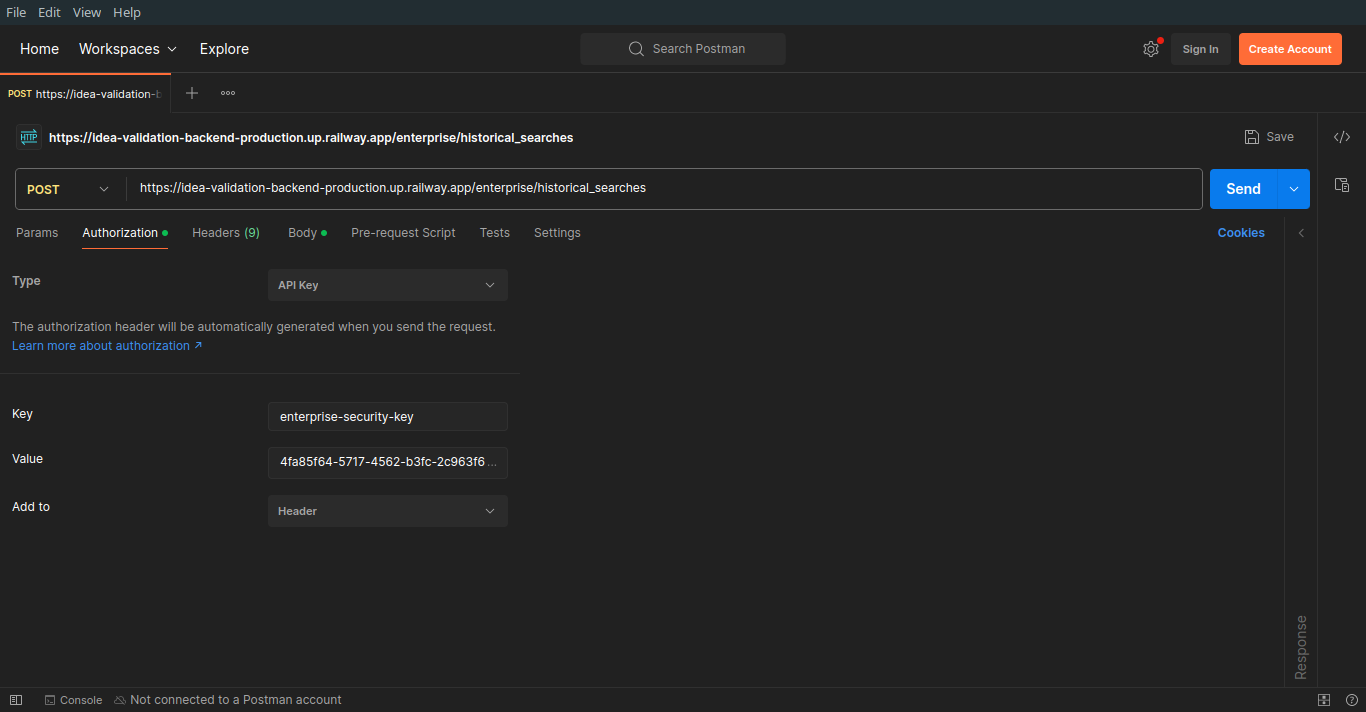 File Edit View Help
Home Workspaces Explore Search Postman Sign In Create Account
POST https://idea-validation-b
HTTP https://idea-validation-backend-production.up.railway.app/enterprise/historical_searches Save
POST https://idea-validation-backend-production.up.railway.app/enterprise/historical_searches Send
Params Authorization Headers (9) Body Pre-request Script Tests Settings Cookies
Type API Key
The authorization header will be automatically generated when you send the request.
Learn more about authorization ↗
Key enterprise-security-key
Value 4fa85f64-5717-4562-b3fc-2c963f6 ...
Add to Header
Response
Console Not connected to a Postman account